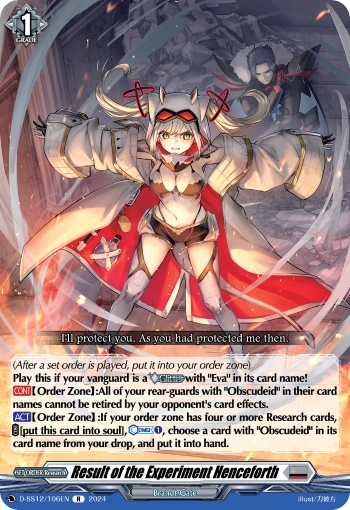 1
GRADE
I'll protect you. As you had protected me then.
(After a set order is played, put it into your order zone)
Play this if your vanguard is a Glitter with "Eva" in its card name!
CONT【Order Zone】:All of your rear-guards with "Obscudeid" in their card
names cannot be retired by your opponent's card effects.
ACT【Order Zone】:If your order zone has four or more Research cards,
[put this card into soul], 1, choose a card with "Obscudeid" in its
card name from your drop, and put it into hand.
SET ORDER/Research
Result of the Experiment Henceforth
Brandt Gate
D-SS12/106EN R 2024
illust/刀彼方